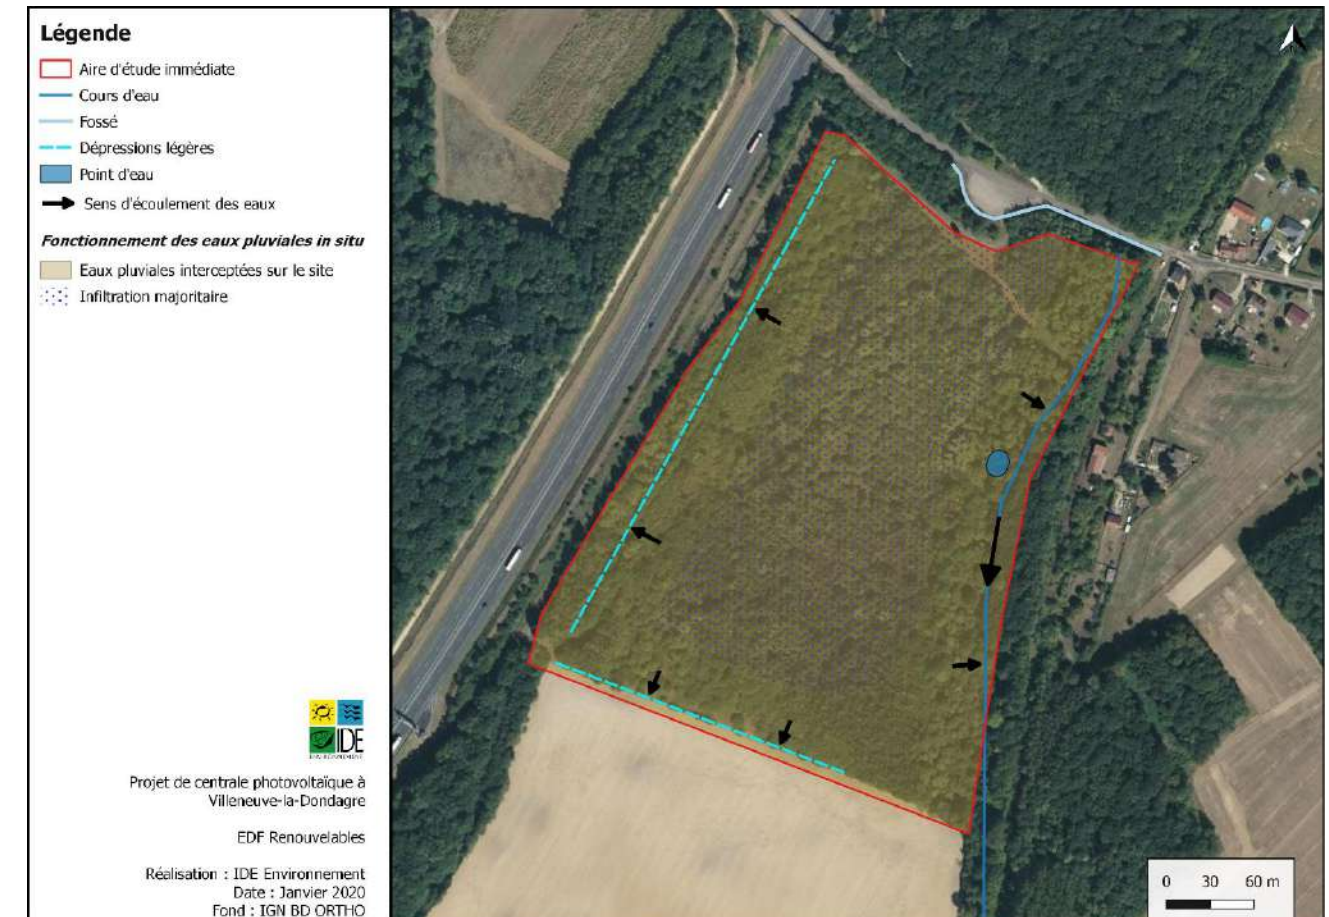 Légende
Aire d'étude immédiate
Cours d'eau
Fossé
Dépressions légères
Point d'eau
Sens d'écoulement des eaux
Fonctionnement des eaux pluviales in situ
Eaux pluviales interceptées sur le site
Infiltration majoritaire
IDE
Projet de centrale photovoltaïque à
Villeneuve-la-Dondagre
EDF Renouvelables
Réalisation : IDE Environnement
Date : Janvier 2020
Fond : IGN BD ORTHO
0 30 60 m